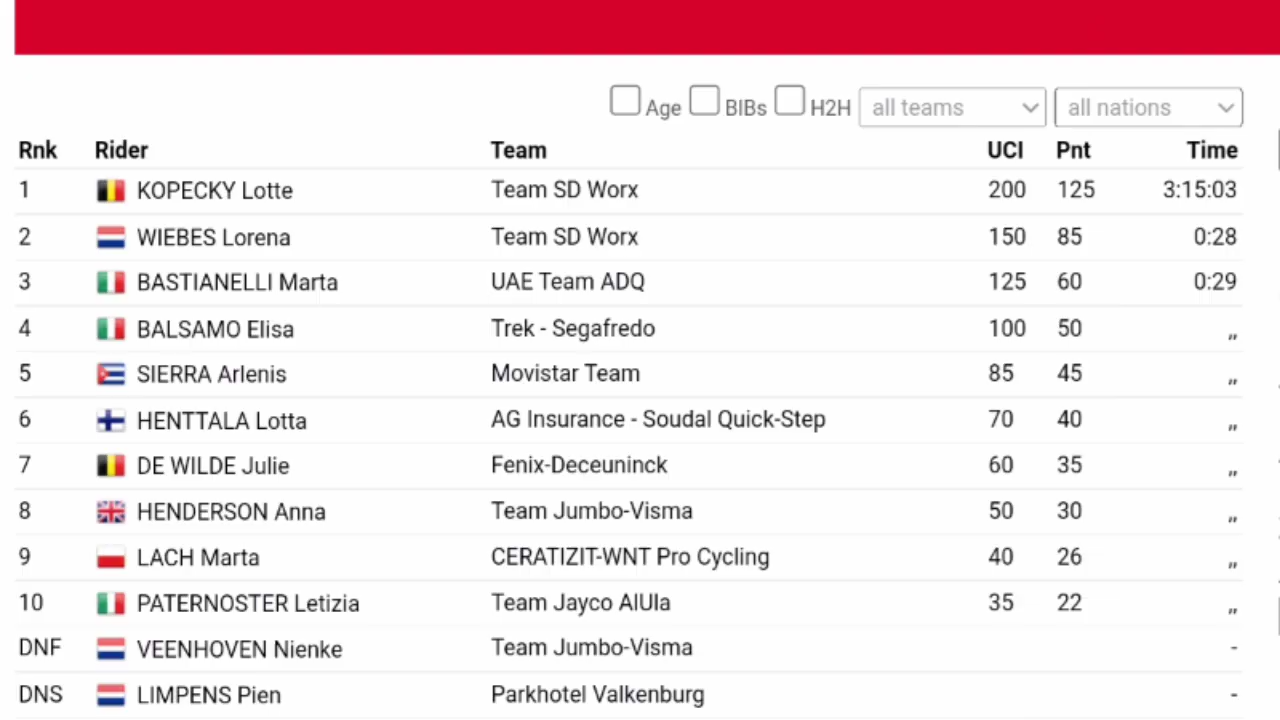 Age BIBs H2H all teams all nations
Rnk Rider Team UCI Pnt Time
1 KOPECKY Lotte Team SD Worx 200 125 3:15:03
2 WIEBES Lorena Team SD Worx 150 85 0:28
3 BASTIANELLI Marta UAE Team ADQ 125 60 0:29
4 BALSAMO Elisa Trek - Segafredo 100 50 ,,
5 SIERRA Arlenis Movistar Team 85 45 ,,
6 HENTTALA Lotta AG Insurance - Soudal Quick-Step 70 40 ,,
7 DE WILDE Julie Fenix-Deceuninck 60 35 ,,
8 HENDERSON Anna Team Jumbo-Visma 50 30 ,,
9 LACH Marta CERATIZIT-WNT Pro Cycling 40 26 ,,
10 PATERNOSTER Letizia Team Jayco AlUla 35 22 ,,
DNF VEENHOVEN Nienke Team Jumbo-Visma -
DNS LIMPENS Pien Parkhotel Valkenburg -